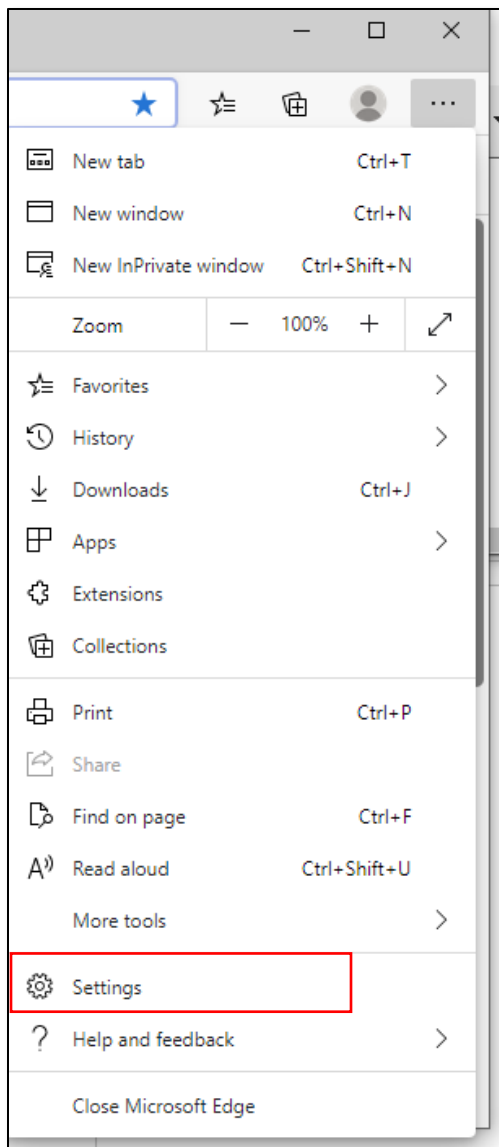 New tab Ctrl+T
New window Ctrl+N
New InPrivate window Ctrl+Shift+N
Zoom — 100% +
Favorites
History
Downloads Ctrl+J
Apps
Extensions
Collections
Print Ctrl+P
Share
Find on page Ctrl+F
Read aloud Ctrl+Shift+U
More tools
Settings
Help and feedback
Close Microsoft Edge